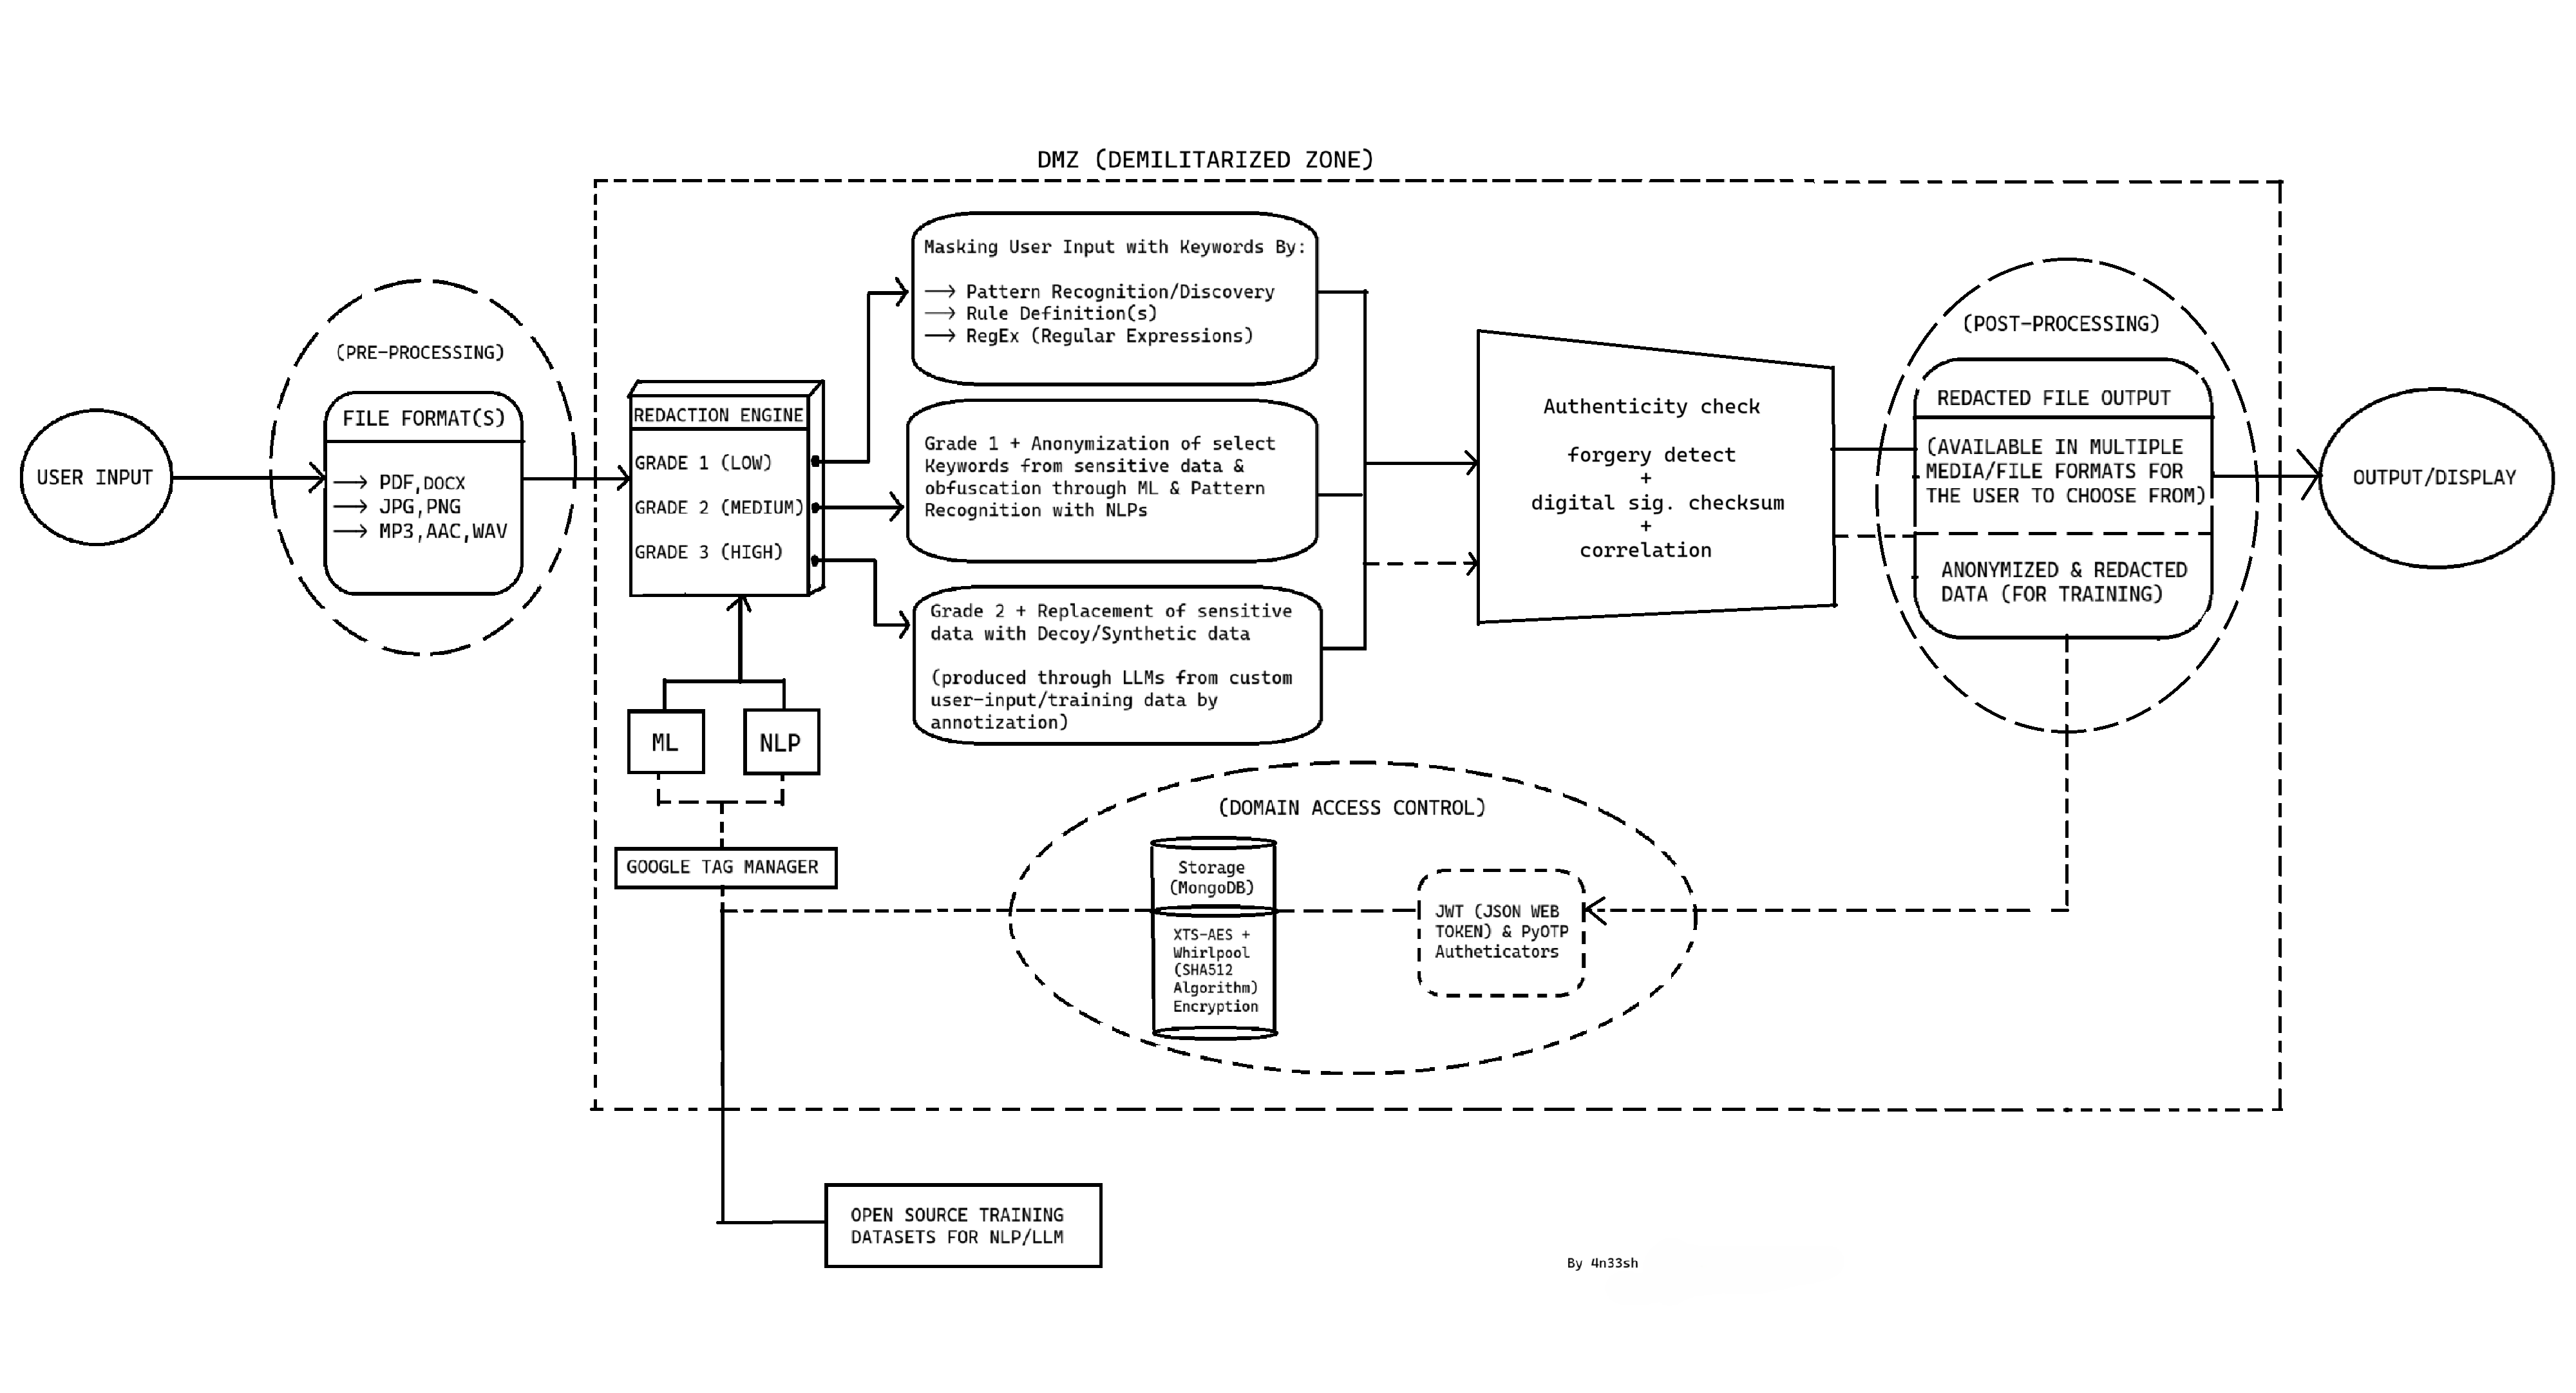 DMZ (DEMILITARIZED ZONE)
USER INPUT
(PRE-PROCESSING)
FILE FORMAT(S)
→ PDF,DOCX
→ JPG,PNG
→ MP3,AAC,WAV
REDACTION ENGINE
GRADE 1 (LOW)
GRADE 2 (MEDIUM)
GRADE 3 (HIGH)
Masking User Input with Keywords By:
→ Pattern Recognition/Discovery
→ Rule Definition(s)
→ RegEx (Regular Expressions)
Grade 1 + Anonymization of select
Keywords from sensitive data &
obfuscation through ML & Pattern
Recognition with NLPs
Grade 2 + Replacement of sensitive
data with Decoy/Synthetic data
(produced through LLMs from custom
user-input/training data by
annotization)
Authenticity check
forgery detect
+
digital sig. checksum
+
correlation
(POST-PROCESSING)
REDACTED FILE OUTPUT
(AVAILABLE IN MULTIPLE
MEDIA/FILE FORMATS FOR
THE USER TO CHOOSE FROM)
ANONYMIZED & REDACTED
DATA (FOR TRAINING)
OUTPUT/DISPLAY
ML
NLP
GOOGLE TAG MANAGER
(DOMAIN ACCESS CONTROL)
Storage
(MongoDB)
XTS-AES +
Whirlpool
(SHA512
Algorithm)
Encryption
JWT (JSON WEB
TOKEN) & PyOTP
Autheticators
OPEN SOURCE TRAINING
DATASETS FOR NLP/LLM
By 4n33sh